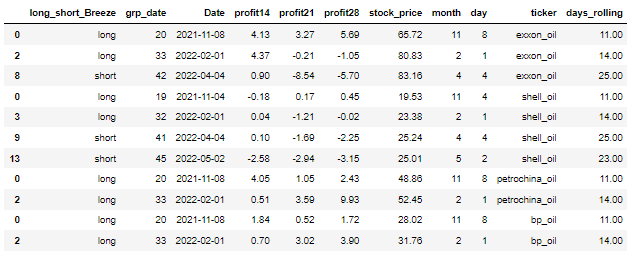 long_short_Breeze grp_date Date profit14 profit21 profit28 stock_price month day ticker days_rolling
0 long 20 2021-11-08 4.13 3.27 5.69 65.72 11 8 exxon_oil 11.00
2 long 33 2022-02-01 4.37 -0.21 -1.05 80.83 2 1 exxon_oil 14.00
8 short 42 2022-04-04 0.90 -8.54 -5.70 83.16 4 4 exxon_oil 25.00
0 long 19 2021-11-04 -0.18 0.17 0.45 19.53 11 4 shell_oil 11.00
3 long 32 2022-02-01 0.04 -1.21 -0.02 23.38 2 1 shell_oil 14.00
9 short 41 2022-04-04 0.10 -1.69 -2.25 25.24 4 4 shell_oil 25.00
13 short 45 2022-05-02 -2.58 -2.94 -3.15 25.01 5 2 shell_oil 23.00
0 long 20 2021-11-08 4.05 1.05 2.43 48.86 11 8 petrochina_oil 11.00
2 long 33 2022-02-01 0.51 3.59 9.93 52.45 2 1 petrochina_oil 14.00
0 long 20 2021-11-08 1.84 0.52 1.72 28.02 11 8 bp_oil 11.00
2 long 33 2022-02-01 0.70 3.02 3.90 31.76 2 1 bp_oil 14.00